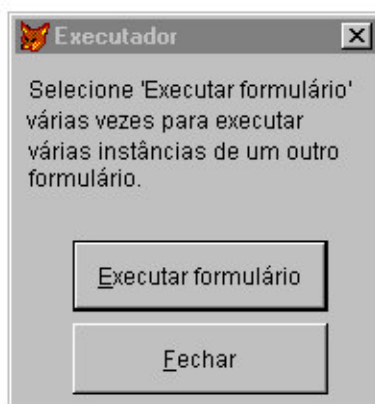 Executador
Selecione 'Executar formulário'
várias vezes para executar
várias instâncias de um outro
formulário.
Executar formulário
Fechar